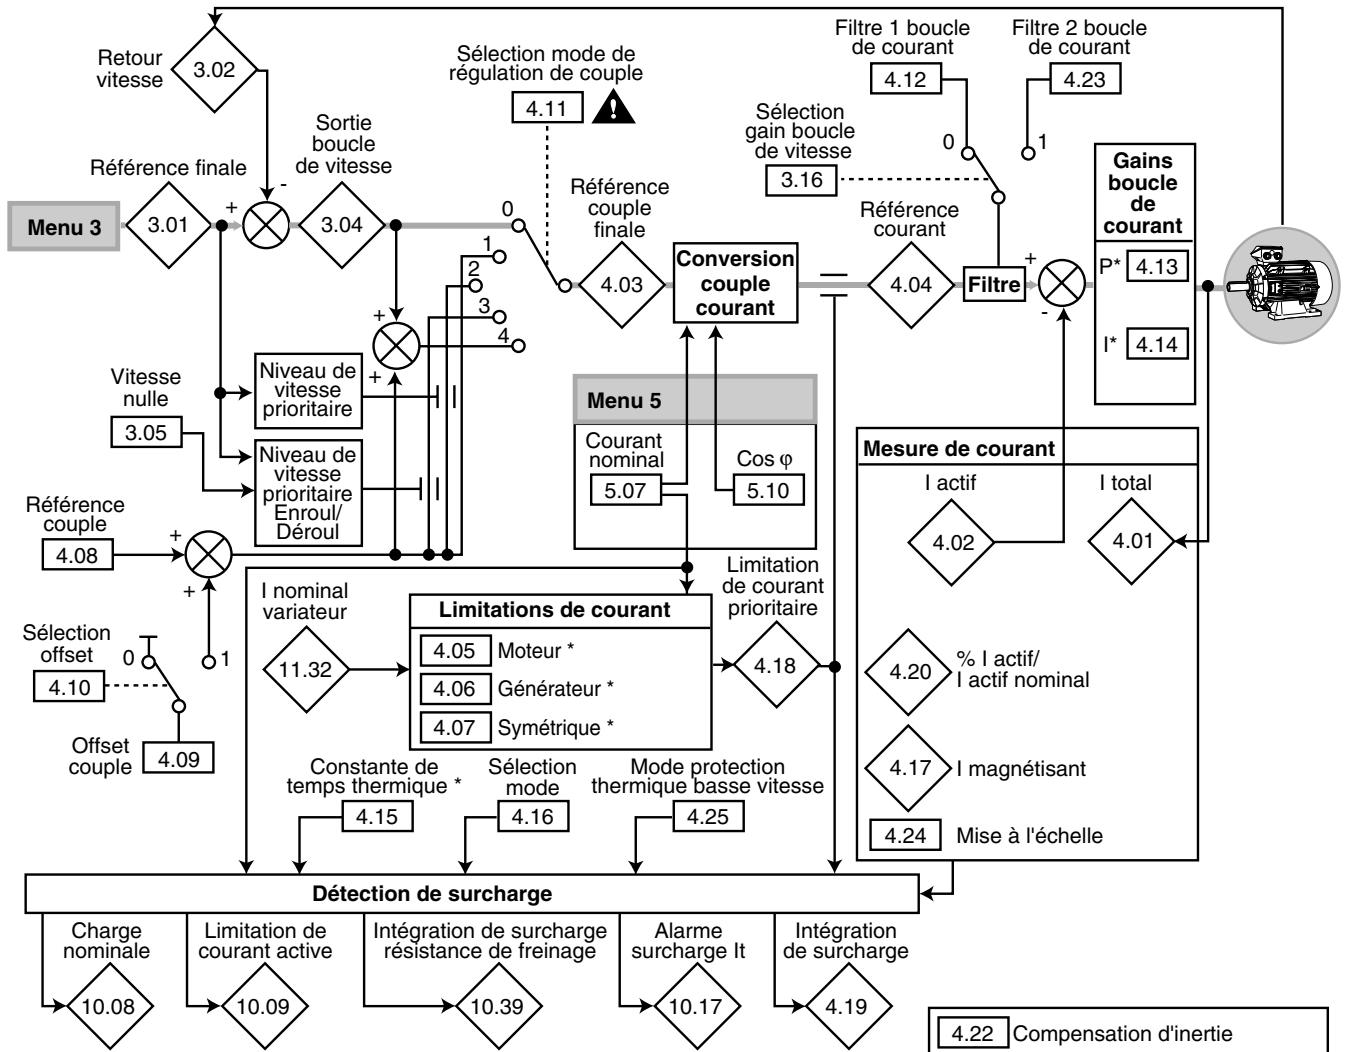 Retour
vitesse
3.02
Sélection mode de
régulation de couple
4.11
Filtre 1 boucle
de courant
4.12
Filtre 2 boucle
de courant
4.23
Sélection
gain boucle
de vitesse
3.16
0
1
Référence finale
Menu 3
3.01
+
-
Sortie
boucle
de vitesse
3.04
0
1
2
3
4
Référence
couple
finale
4.03
Conversion
couple
courant
Référence
courant
4.04
Filtre
+
-
Gains
boucle
de
courant
P*
4.13
I*
4.14
+
+
Vitesse
nulle
3.05
Niveau de
vitesse
prioritaire
Niveau de
vitesse
prioritaire
Enroul/
Déroul
Menu 5
Courant
nominal
5.07
Cos φ
5.10
Référence
couple
4.08
+
+
Sélection
offset
4.10
0
1
Offset
couple
4.09
I nominal
variateur
11.32
Limitations de courant
4.05 Moteur *
4.06 Générateur *
4.07 Symétrique *
Limitation
de courant
prioritaire
4.18
Mesure de courant
I actif
4.02
I total
4.01
4.20
% I actif/
I actif nominal
4.17 I magnétisant
4.24 Mise à l'échelle
Constante de
temps thermique *
4.15
Sélection
mode
4.16
Mode protection
thermique basse vitesse
4.25
Détection de surcharge
Charge
nominale
10.08
Limitation de
courant active
10.09
Intégration de surcharge
résistance de freinage
10.39
Alarme
surcharge It
10.17
Intégration
de surcharge
4.19
4.22 Compensation d'inertie